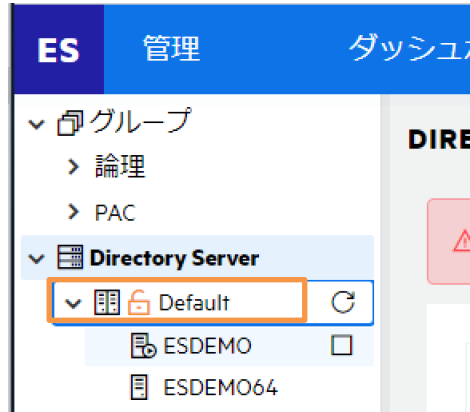 ES 管理 ダッシュ
グループ
論理
DIRE
PAC
Directory Server
Default
ESDEMO
ESDEMO64